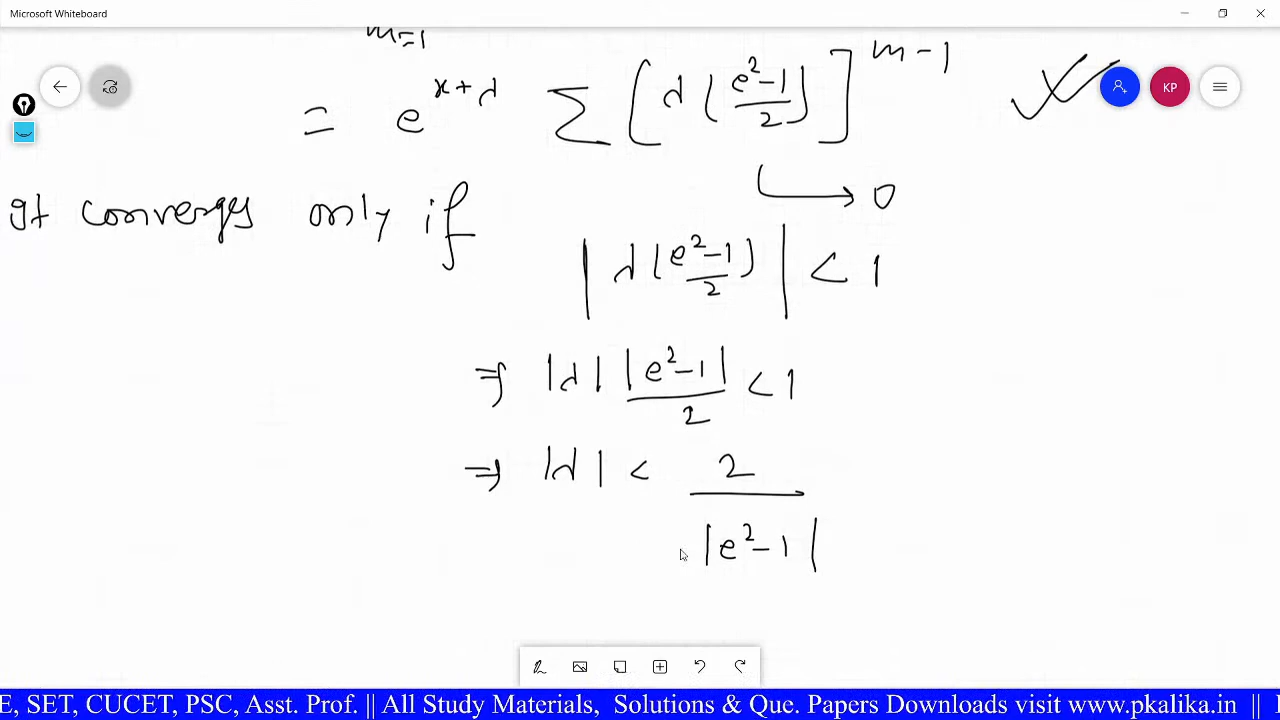 Microsoft Whiteboard
m=1
= e^{x+λ} Σ [λ(e²-1/2)]^{m-1}
KP
↳ 0
It converges only if
|λ(e²-1/2)| < 1
⇒ |λ| |e²-1|/2 < 1
⇒ |λ| < 2/|e²-1|
E, SET, CUCET, PSC, Asst. Prof. || All Study Materials, Solutions & Que. Papers Downloads visit www.pkalika.in ||